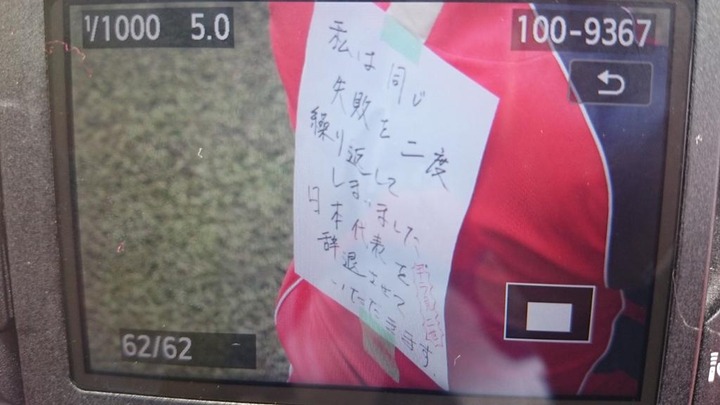 1/1000 5.0
100-9367
私は同じ
失敗を二度
繰り返して
しまいました
日本代表を
辞退させて
いただきます
62/62